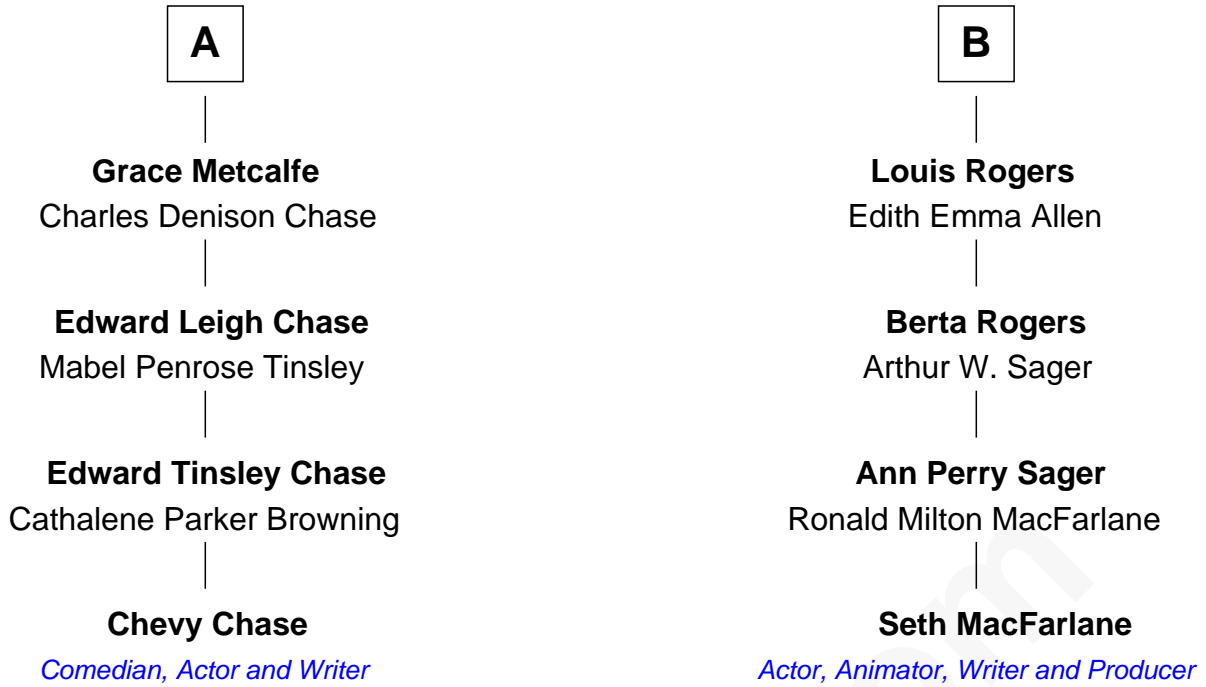 A
Grace Metcalfe
Charles Denison Chase
Edward Leigh Chase
Mabel Penrose Tinsley
Edward Tinsley Chase
Cathalene Parker Browning
Chevy Chase
Comedian, Actor and Writer
B
Louis Rogers
Edith Emma Allen
Berta Rogers
Arthur W. Sager
Ann Perry Sager
Ronald Milton MacFarlane
Seth MacFarlane
Actor, Animator, Writer and Producer